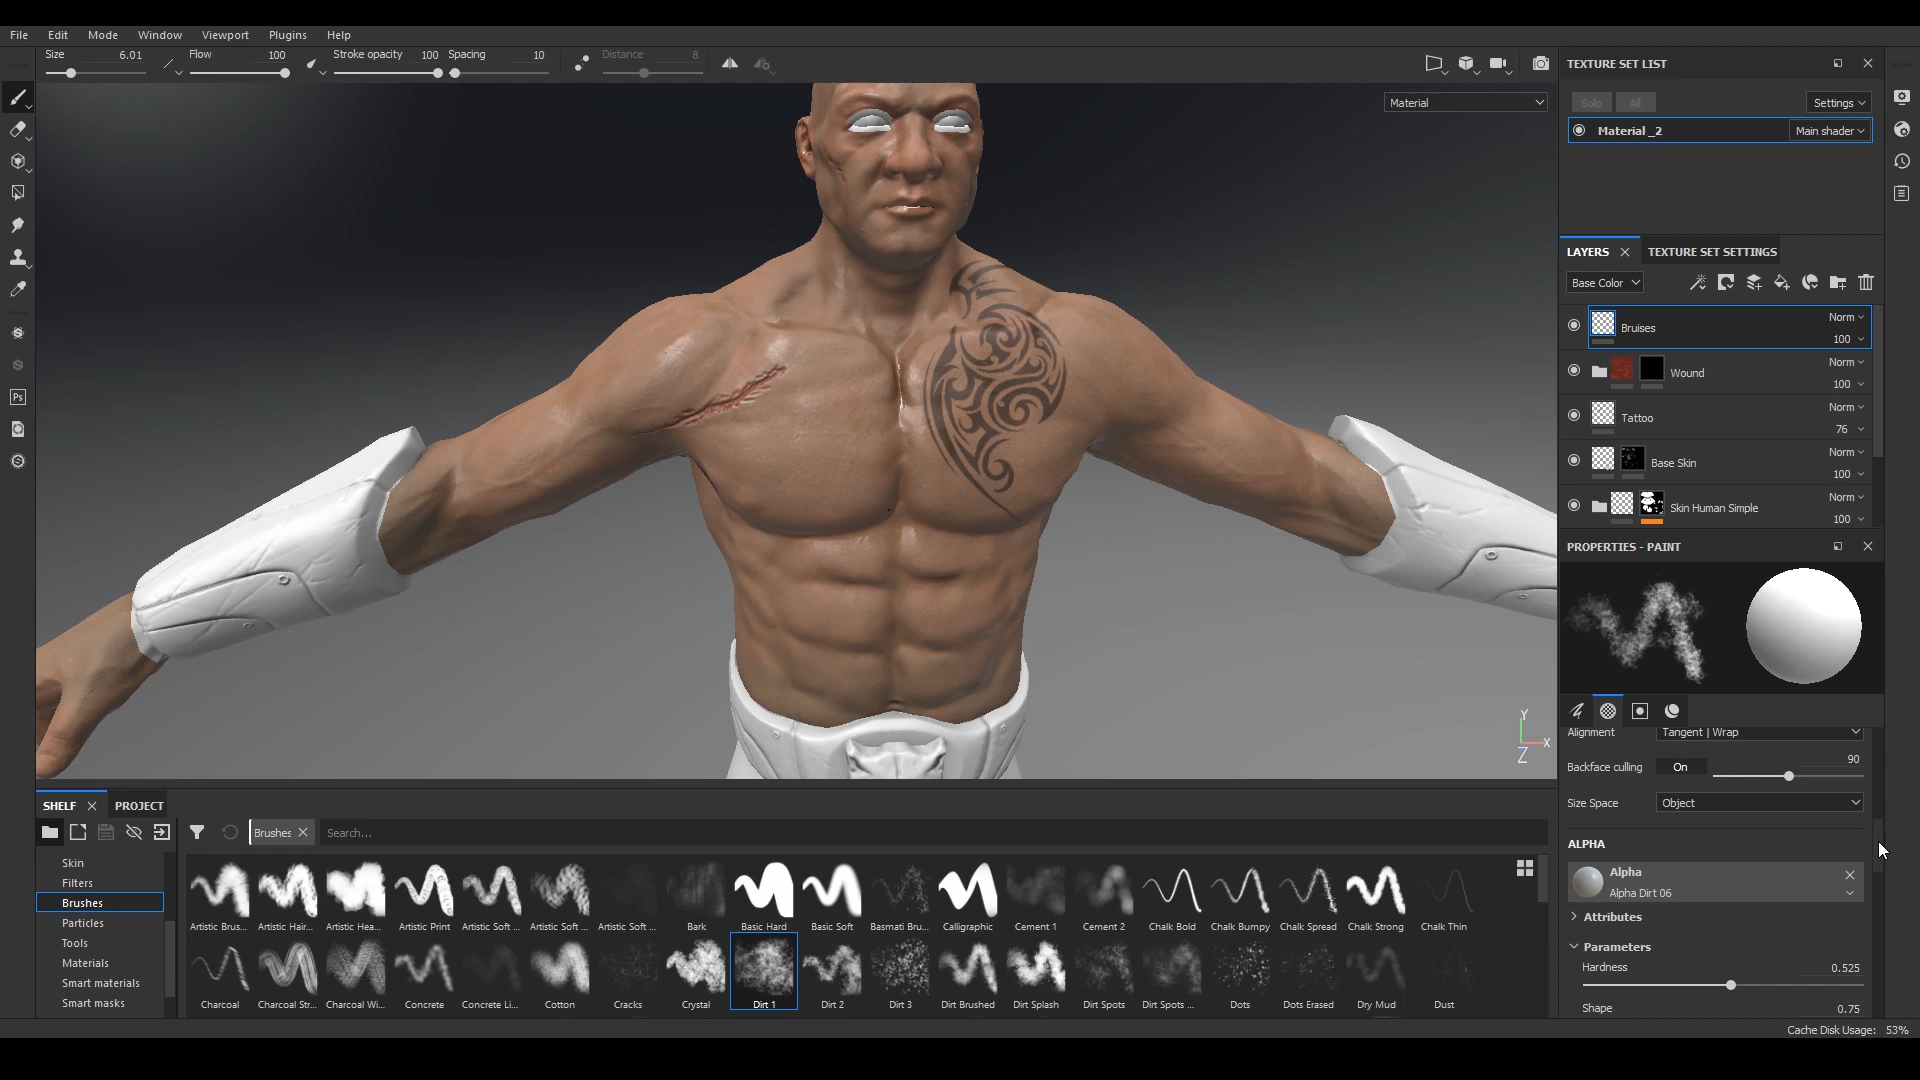 File Edit Mode Window Viewport Plugins Help
Size 6.01 Flow 100 Stroke opacity 100 Spacing 10 Distance 8
Material
TEXTURE SET LIST
Solo All Settings
Material _2 Main shader
LAYERS TEXTURE SET SETTINGS
Base Color
Bruises Norm 100
Wound Norm 100
Tattoo Norm 76
Base Skin Norm 100
Skin Human Simple Norm 100
PROPERTIES - PAINT
Alignment Tangent | Wrap
Backface culling On 90
Size Space Object
ALPHA
Alpha
Alpha Dirt 06
Attributes
Parameters
Hardness 0.525
Shape 0.75
Ps
Y
X
Z
SHELF PROJECT
Brushes Search...
Skin
Filters
Brushes
Particles
Tools
Materials
Smart materials
Smart masks
Artistic Brus... Artistic Hair... Artistic Hea... Artistic Print Artistic Soft ... Artistic Soft ... Artistic Soft ... Bark Basic Hard Basic Soft Basmati Bru... Calligraphic Cement 1 Cement 2 Chalk Bold Chalk Bumpy Chalk Spread Chalk Strong Chalk Thin
Charcoal Charcoal Str... Charcoal Wi... Concrete Concrete Li... Cotton Cracks Crystal Dirt 1 Dirt 2 Dirt 3 Dirt Brushed Dirt Splash Dirt Spots Dirt Spots ... Dots Dots Erased Dry Mud Dust
Cache Disk Usage: 53%